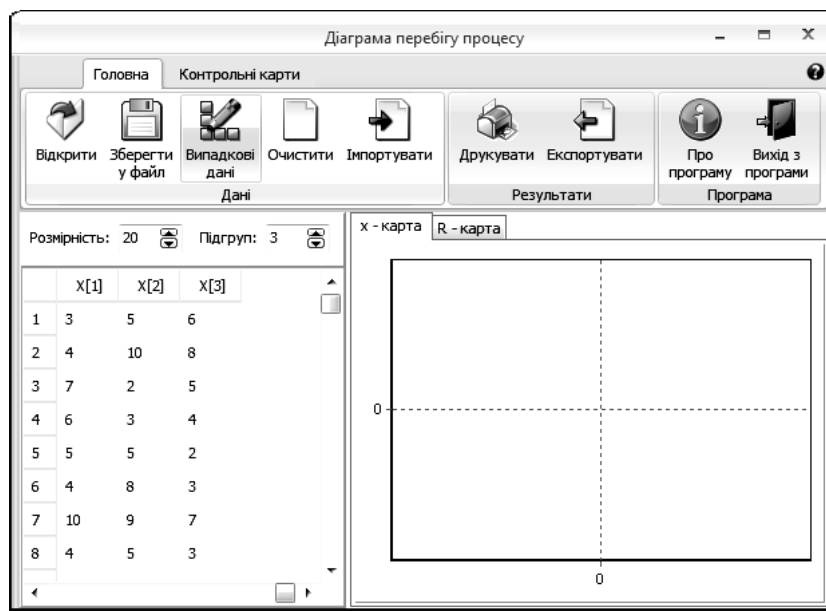 Діаграма перебігу процесу
Головна Контрольні карти
Відкрити Зберегти у файл Випадкові дані Очистити Імпортувати Друкувати Експортувати Про програму Вихід з програми
Дані Результати Програма
Розмірність: 20 Підгруп: 3
x - карта R - карта
X[1] X[2] X[3]
1 3 5 6
2 4 10 8
3 7 2 5
4 6 3 4
5 5 5 2
6 4 8 3
7 10 9 7
8 4 5 3
0
0